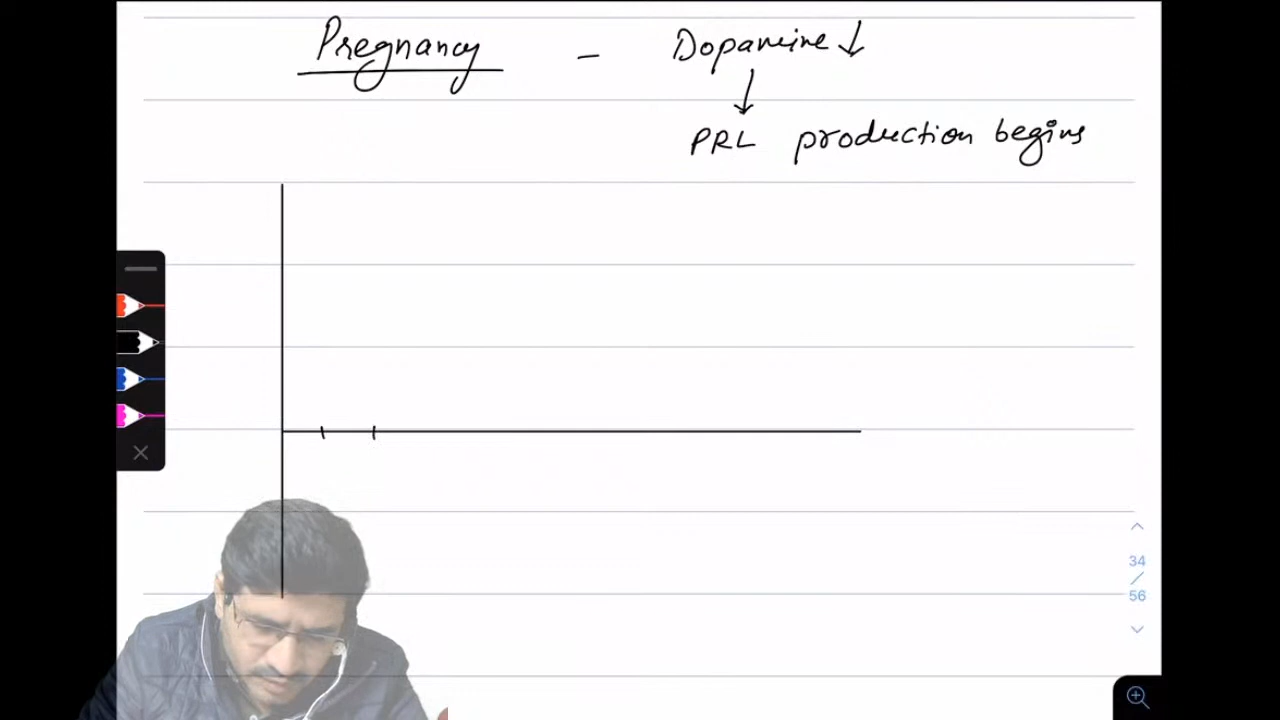 Pregnancy - Dopamine ↓
↓
PRL production begins
34
/
56